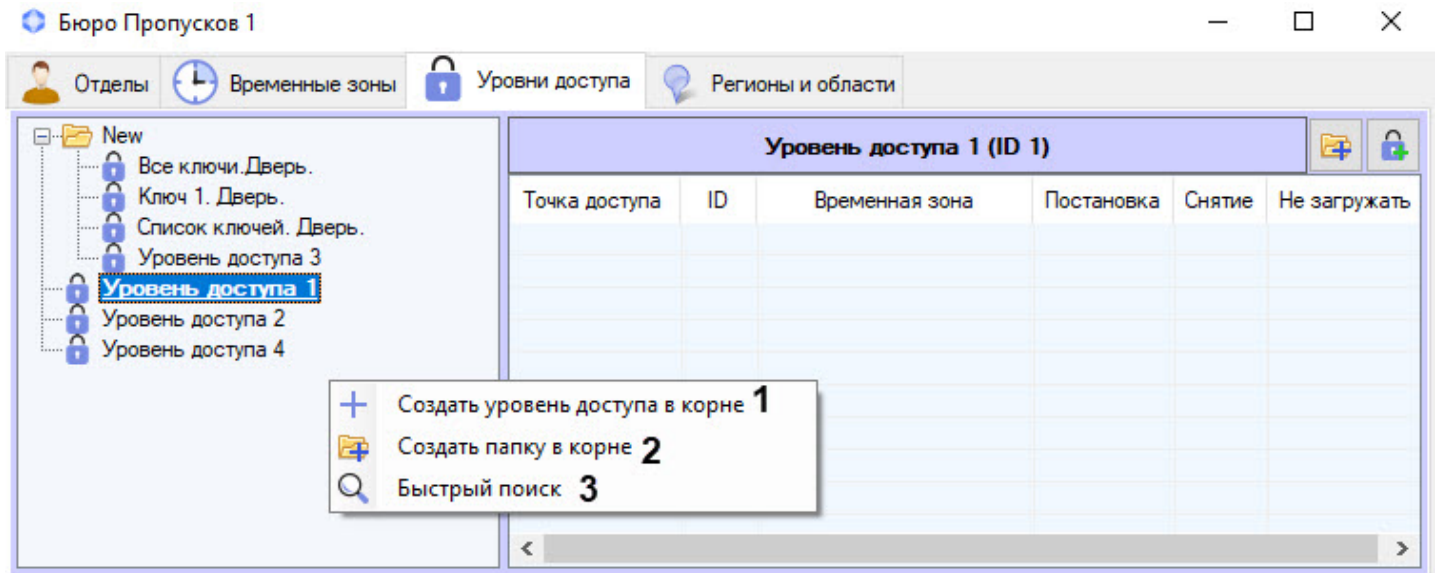 Бюро Пропусков 1
Отделы Временные зоны Уровни доступа Регионы и области
New
Все ключи.Дверь.
Ключ 1. Дверь.
Список ключей. Дверь.
Уровень доступа 3
Уровень доступа 1
Уровень доступа 2
Уровень доступа 4
Уровень доступа 1 (ID 1)
Точка доступа ID Временная зона Постановка Снятие Не загружать
Создать уровень доступа в корне 1
Создать папку в корне 2
Быстрый поиск 3